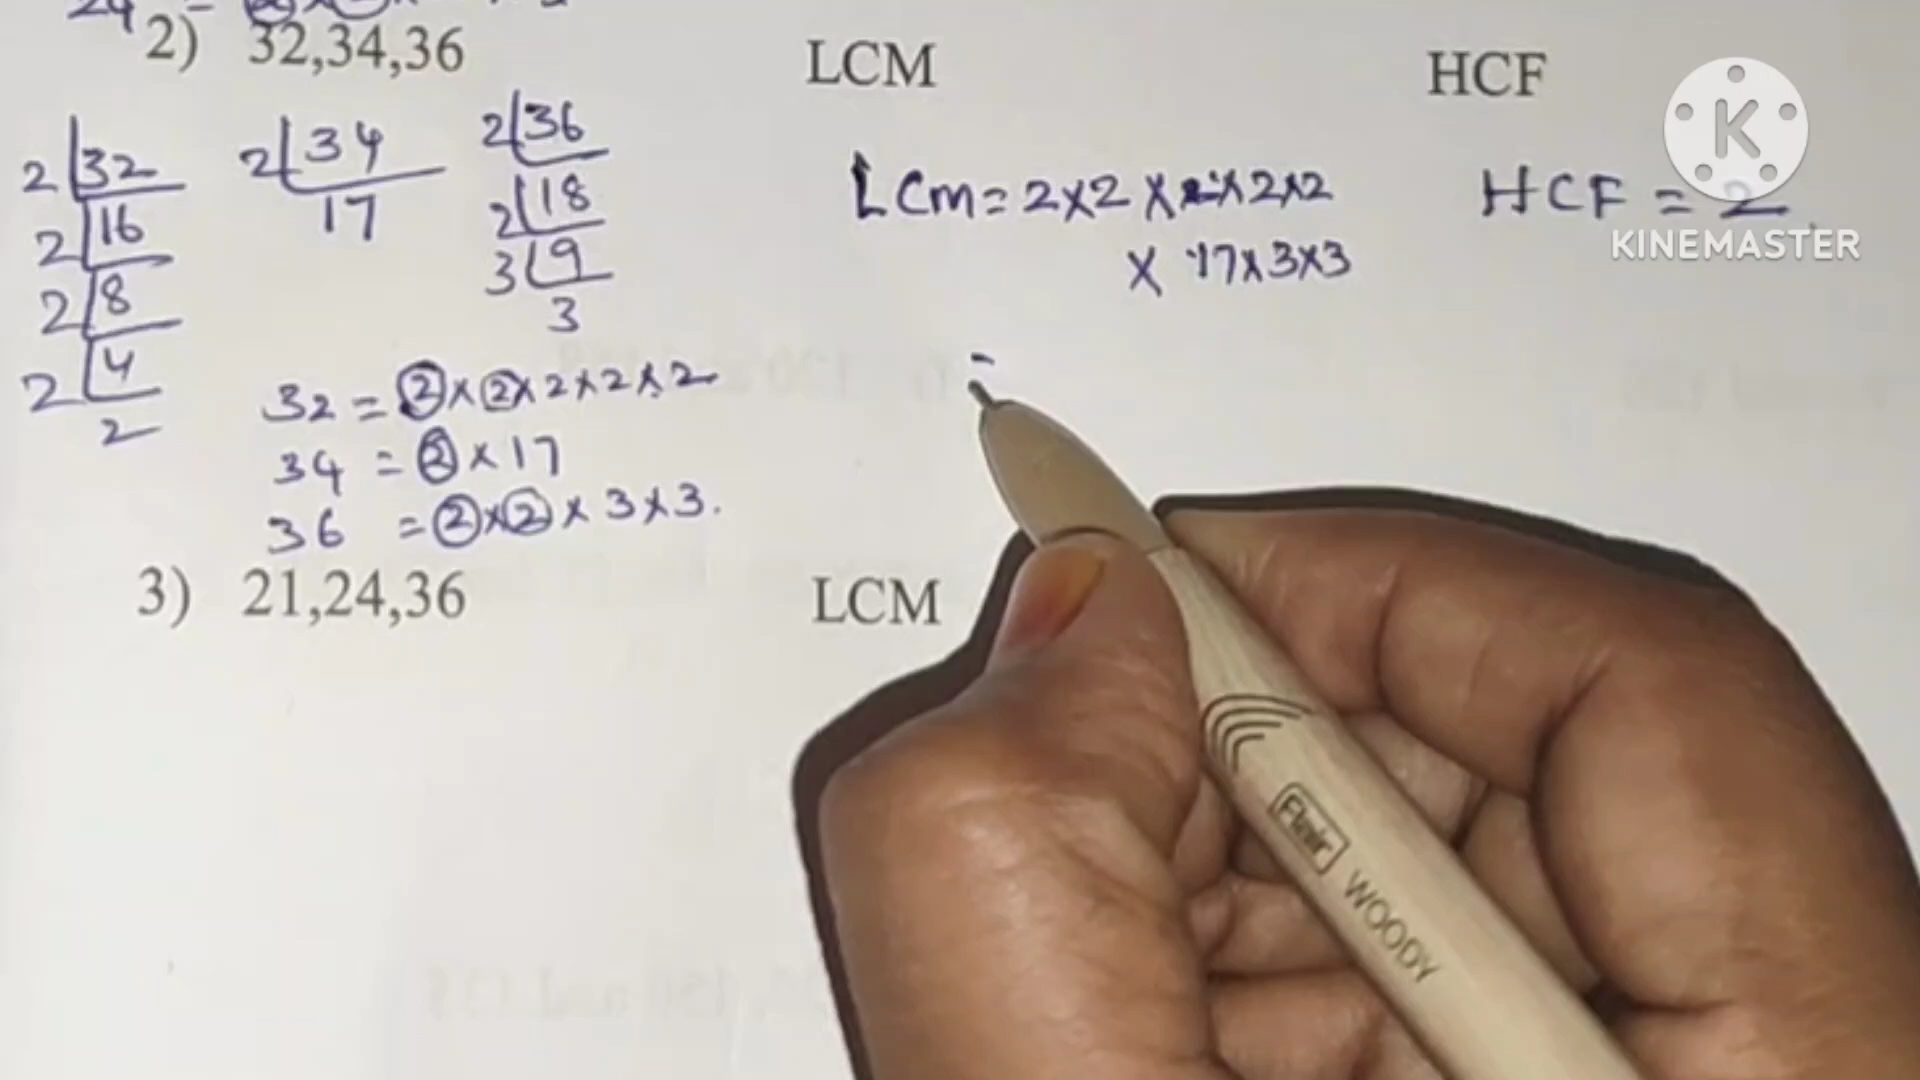 24 =
2) 32,34,36 LCM HCF
2 32
2 16
2 8
2 4
2
2 34
17
2 36
2 18
3 9
3
LCM = 2×2×2×2×2
× 17×3×3
=
HCF = 2
K
KINEMASTER
32 = 2×2×2×2×2
34 = 2×17
36 = 2×2×3×3.
3) 21,24,36 LCM
Flair WOODY